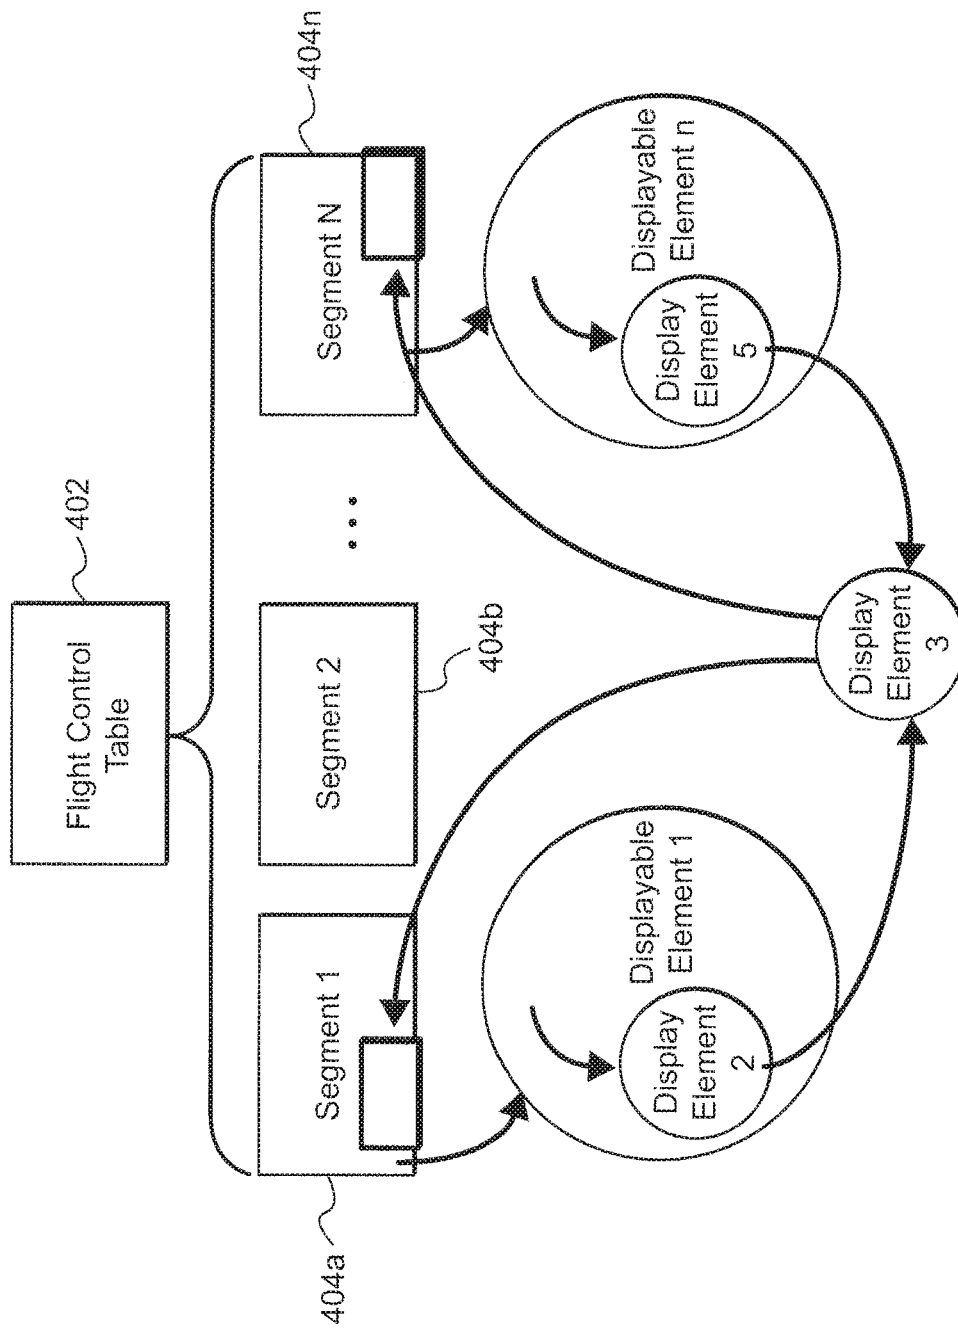 Flight Control
Table
402
Segment 1
404a
Segment 2
404b
...
Segment N
404n
Displayable
Element 1
Display
Element
2
Displayable
Element n
Display
Element
5
Display
Element
3